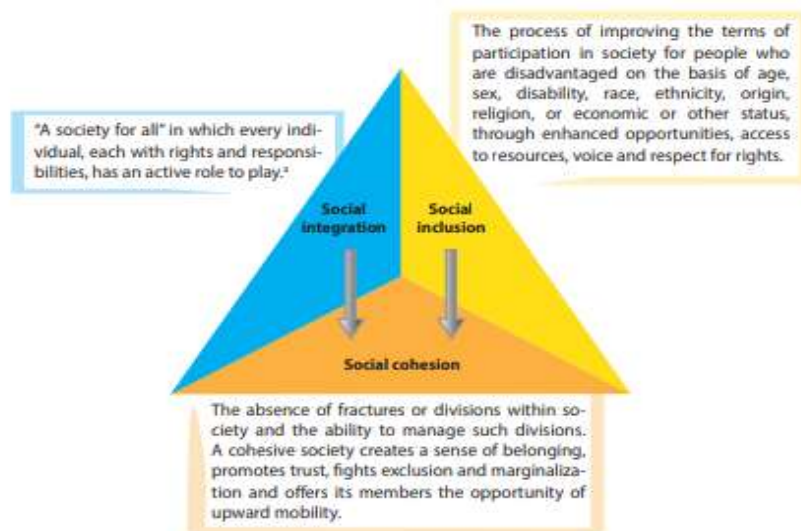 The process of improving the terms of
participation in society for people who
are disadvantaged on the basis of age,
sex, disability, race, ethnicity, origin,
religion, or economic or other status,
through enhanced opportunities, access
to resources, voice and respect for rights.
"A society for all" in which every indi-
vidual, each with rights and responsi-
bilities, has an active role to play.ª
Social
integration
Social
inclusion
Social cohesion
The absence of fractures or divisions within so-
ciety and the ability to manage such divisions.
A cohesive society creates a sense of belonging,
promotes trust, fights exclusion and marginaliza-
tion and offers its members the opportunity of
upward mobility.